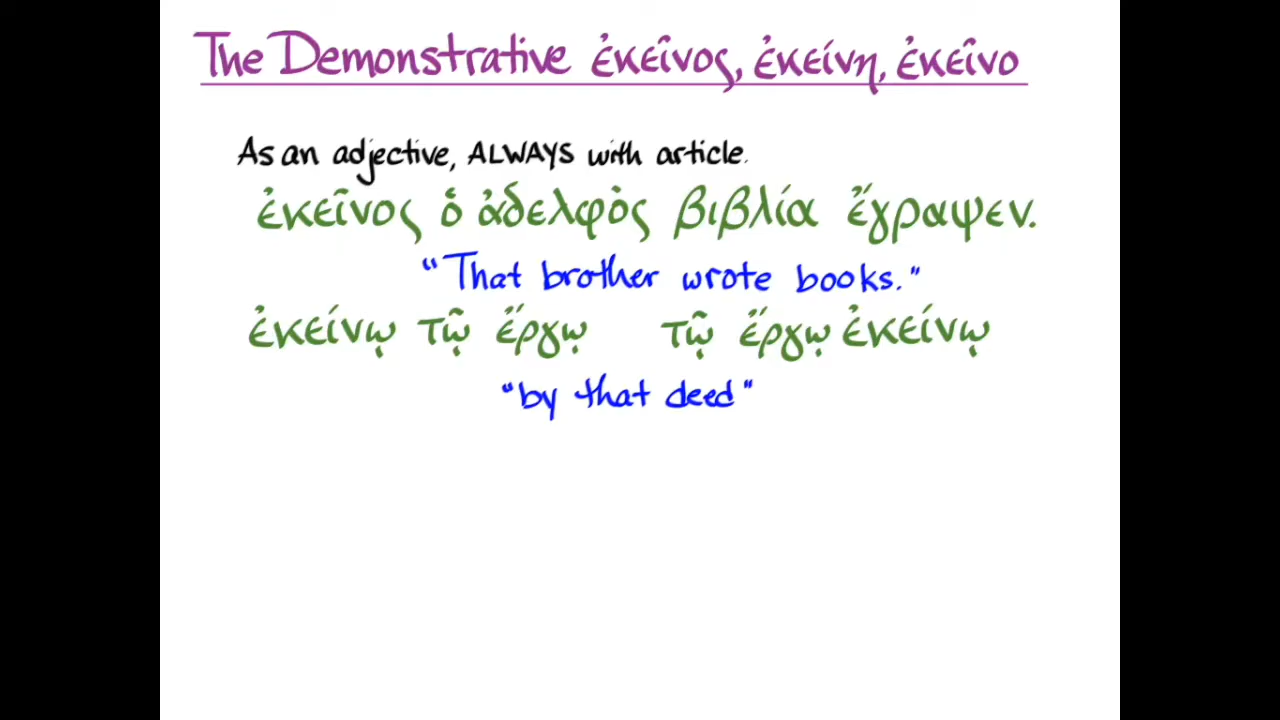 The Demonstrative ἐκεῖνος, ἐκείνη, ἐκεῖνο
As an adjective, ALWAYS with article.
ἐκεῖνος ὁ ἀδελφὸς βιβλία ἔγραψεν.
"That brother wrote books."
ἐκείνῳ τῷ ἔργῳ τῷ ἔργῳ ἐκείνῳ
"by that deed"